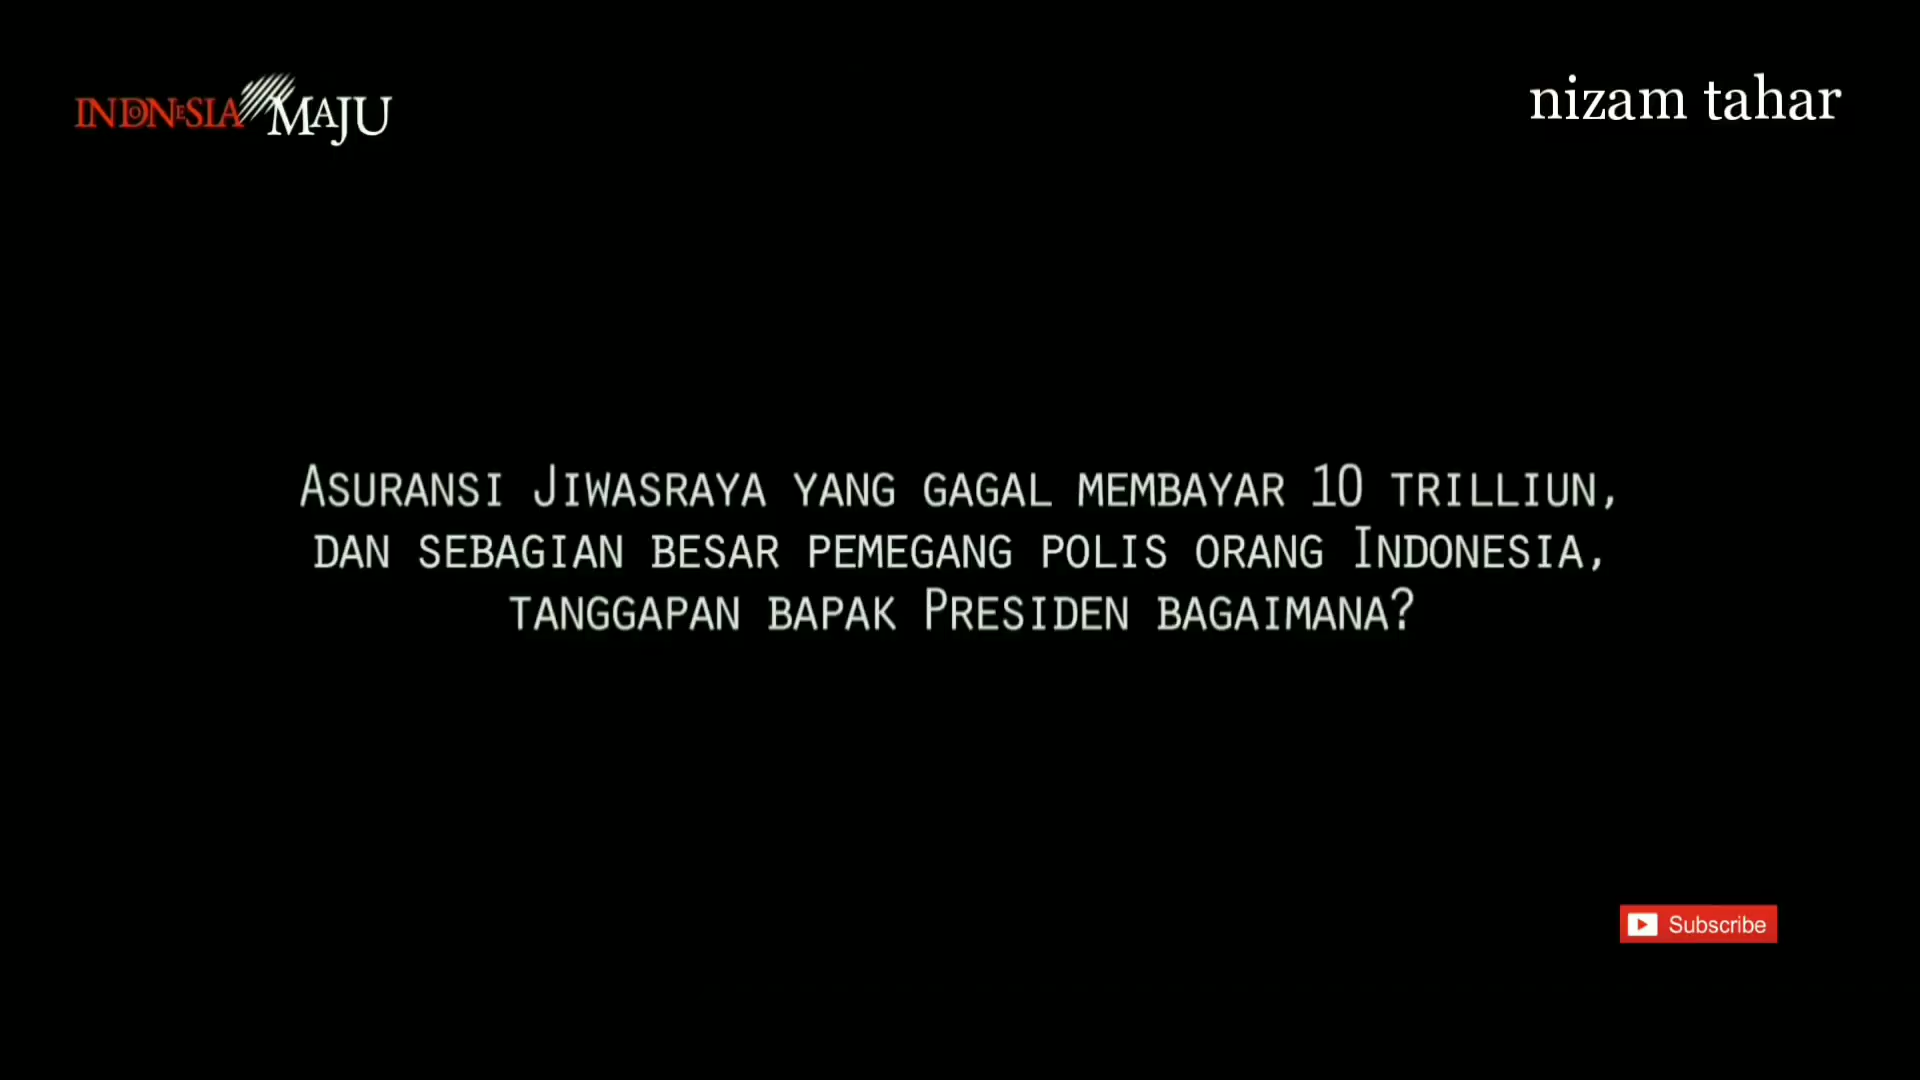 INDONESIA MAJU
nizam tahar
Asuransi Jiwasraya yang gagal membayar 10 trilliun,
dan sebagian besar pemegang polis orang Indonesia,
tanggapan bapak Presiden bagaimana?
Subscribe